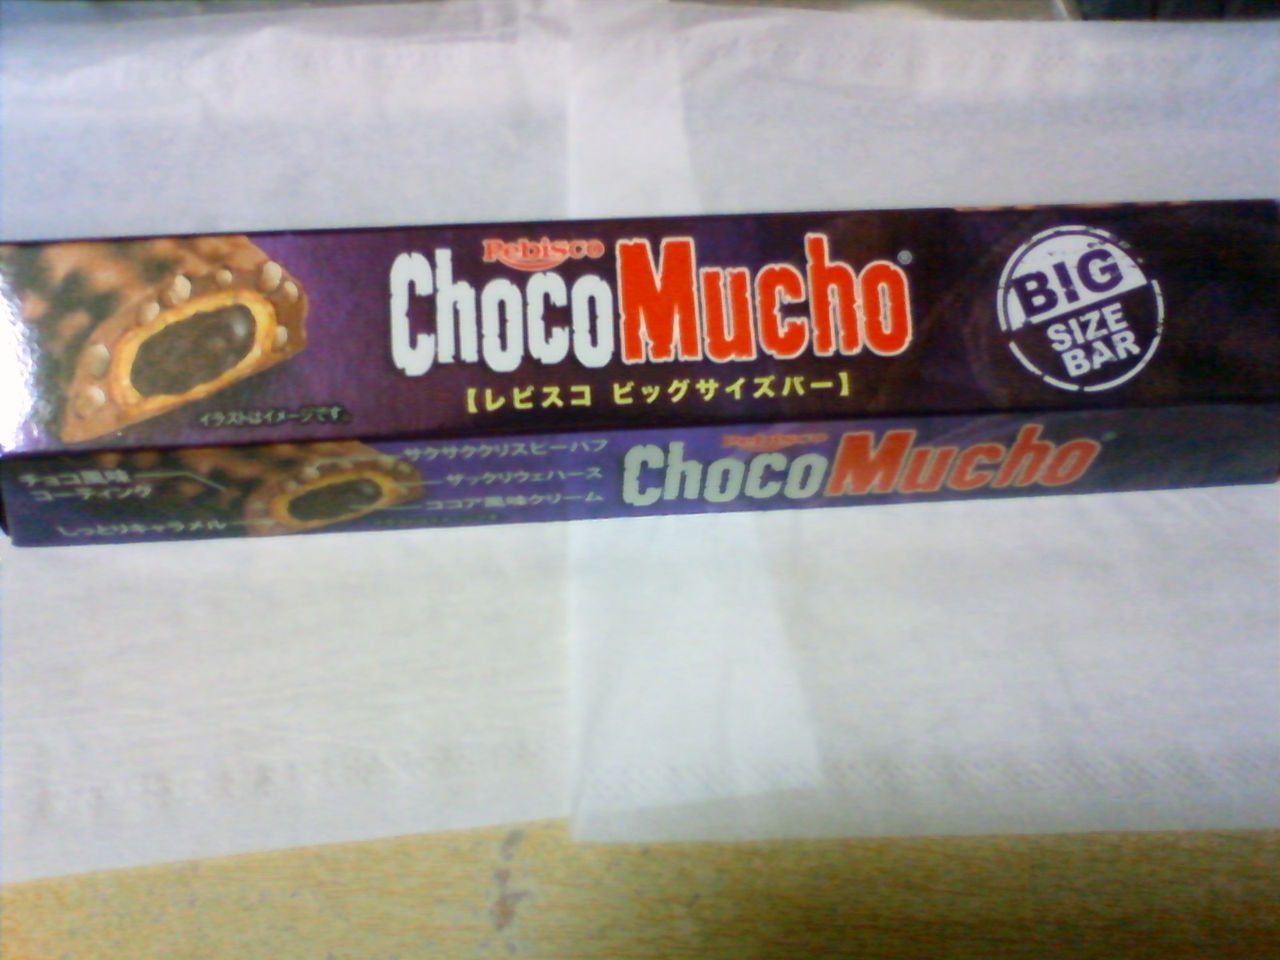 Rebisco
ChocoMucho®
【レビスコ ビッグサイズバー】
BIG
SIZE
BAR
イラストはイメージです。
チョコ風味
コーティング
しっとりキャラメル
サクサククリスピーパフ
サックリウェハース
ココア風味クリーム
Rebisco
ChocoMucho